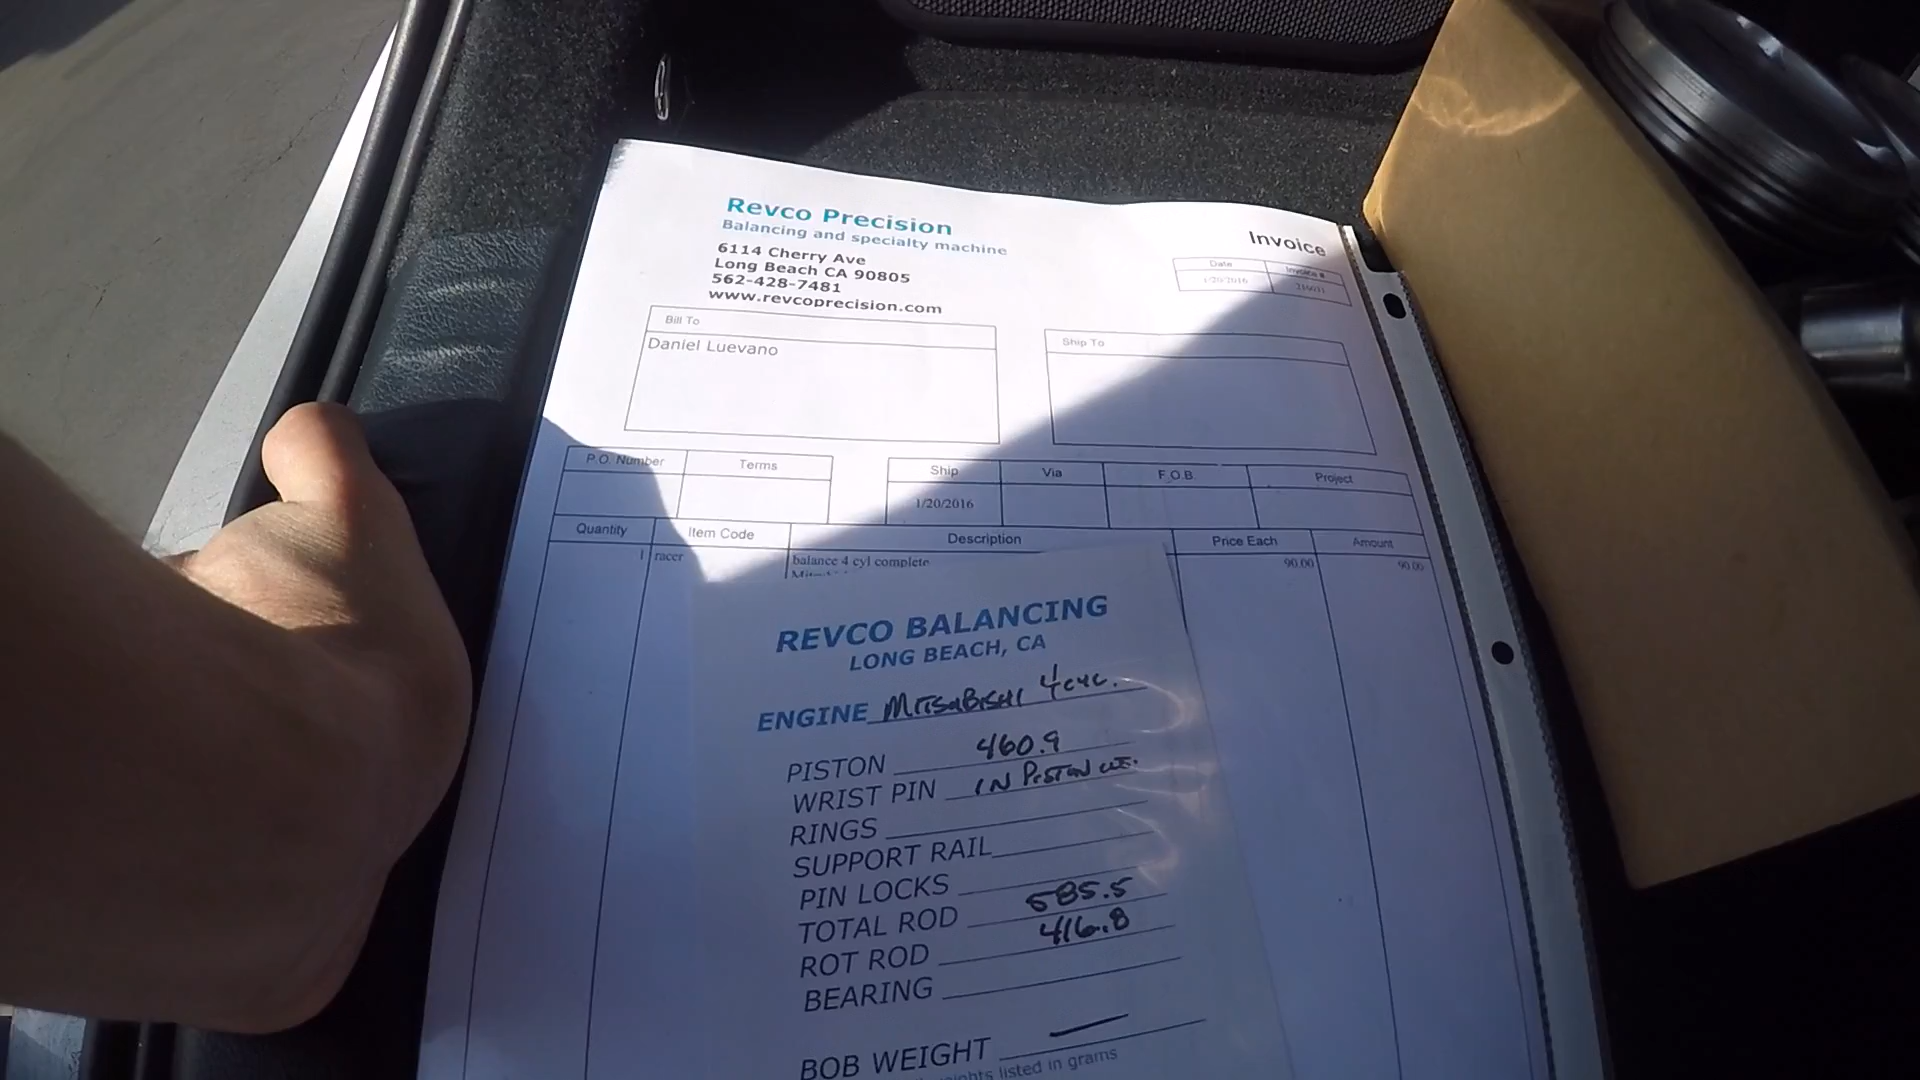 Revco Precision
Balancing and specialty machine
6114 Cherry Ave
Long Beach CA 90805
562-428-7481
www.revcoprecision.com
Invoice
Date Invoice #
1/20/2016
Bill To
Daniel Luevano
Ship To
P.O. Number Terms
Ship Via F.O.B. Project
1/20/2016
Quantity Item Code Description Price Each Amount
1 racer balance 4 cyl complete 90.00 90.00
REVCO BALANCING
LONG BEACH, CA
ENGINE MITSUBISHI 4CYL.
PISTON 460.9
WRIST PIN IN PISTON WT.
RINGS
SUPPORT RAIL
PIN LOCKS
TOTAL ROD 585.5
ROT ROD 416.8
BEARING
BOB WEIGHT —
listed in grams